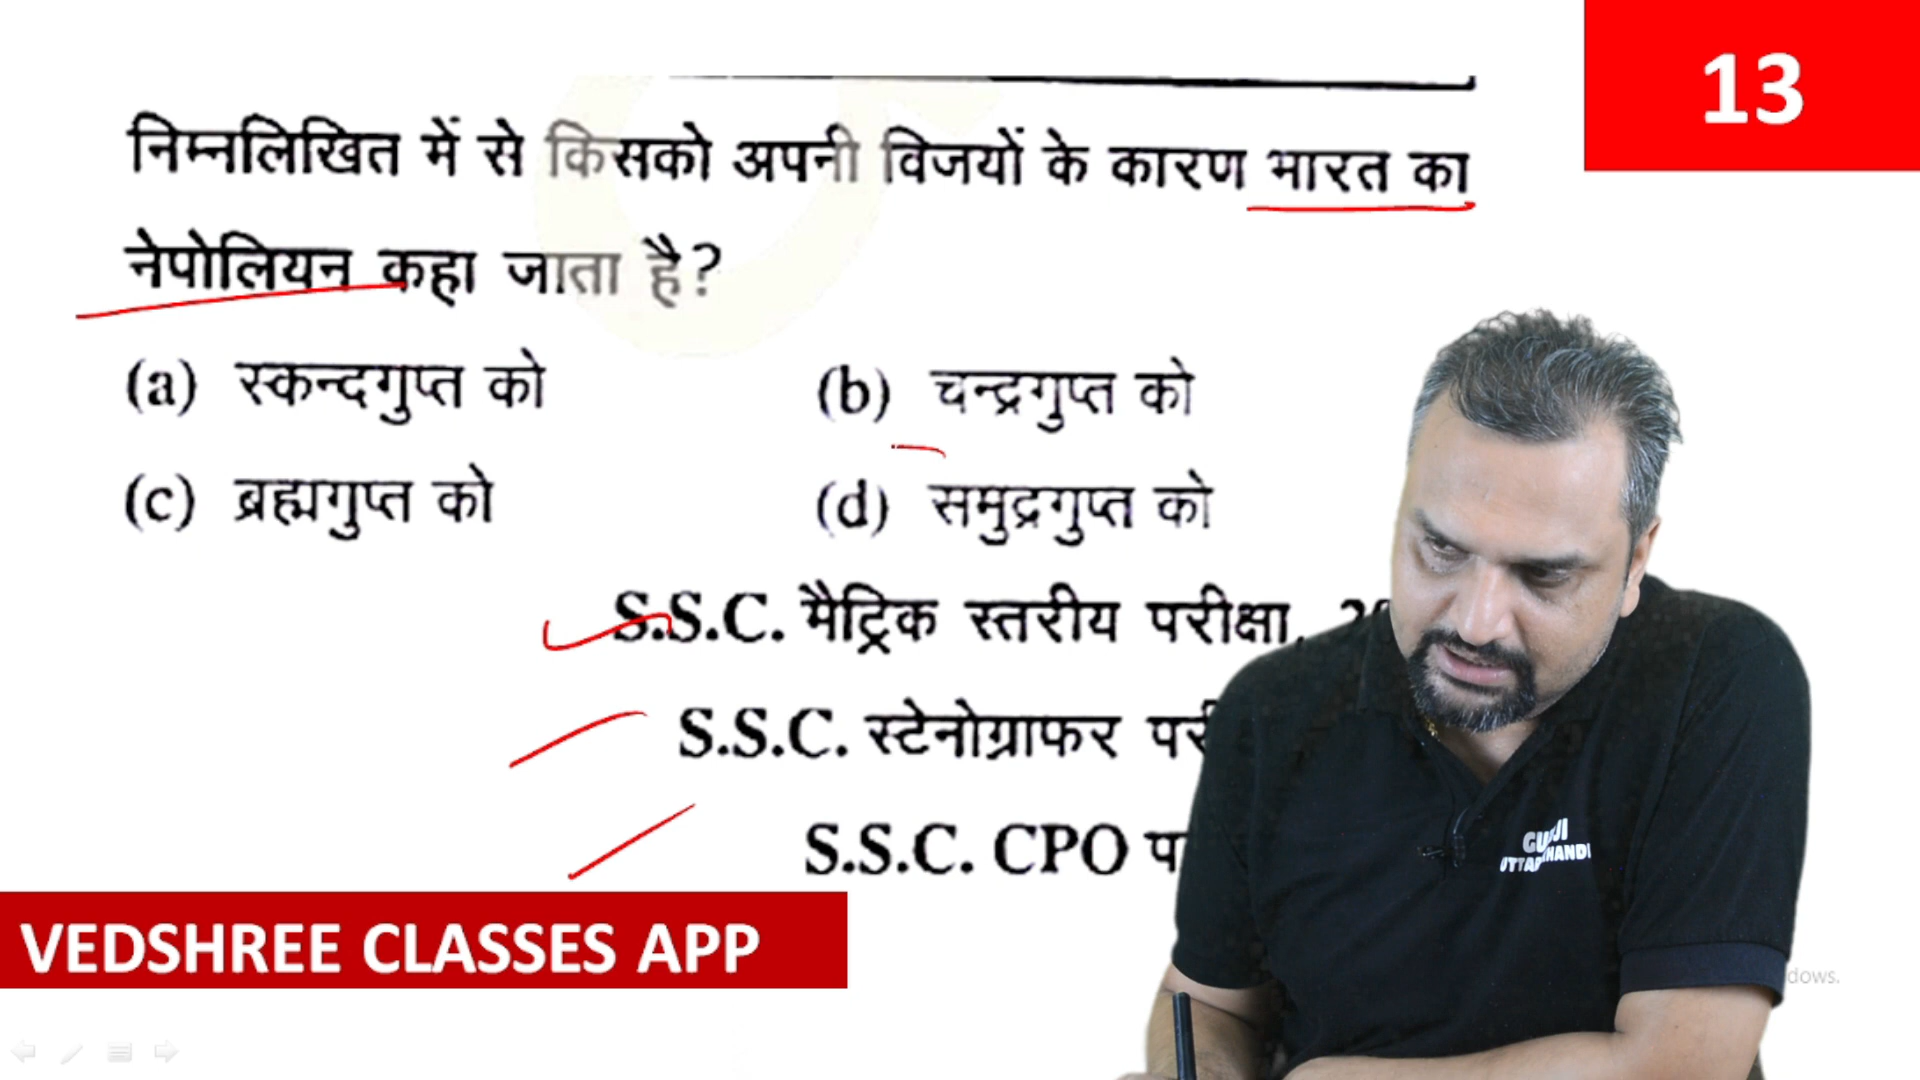 13
निम्नलिखित में से किसको अपनी विजयों के कारण भारत का
नेपोलियन कहा जाता है?
(a) स्कन्दगुप्त को (b) चन्द्रगुप्त को
(c) ब्रह्मगुप्त को (d) समुद्रगुप्त को
S.S.C. मैट्रिक स्तरीय परीक्षा,
S.S.C. स्टेनोग्राफर
S.S.C. CPO
VEDSHREE CLASSES APP